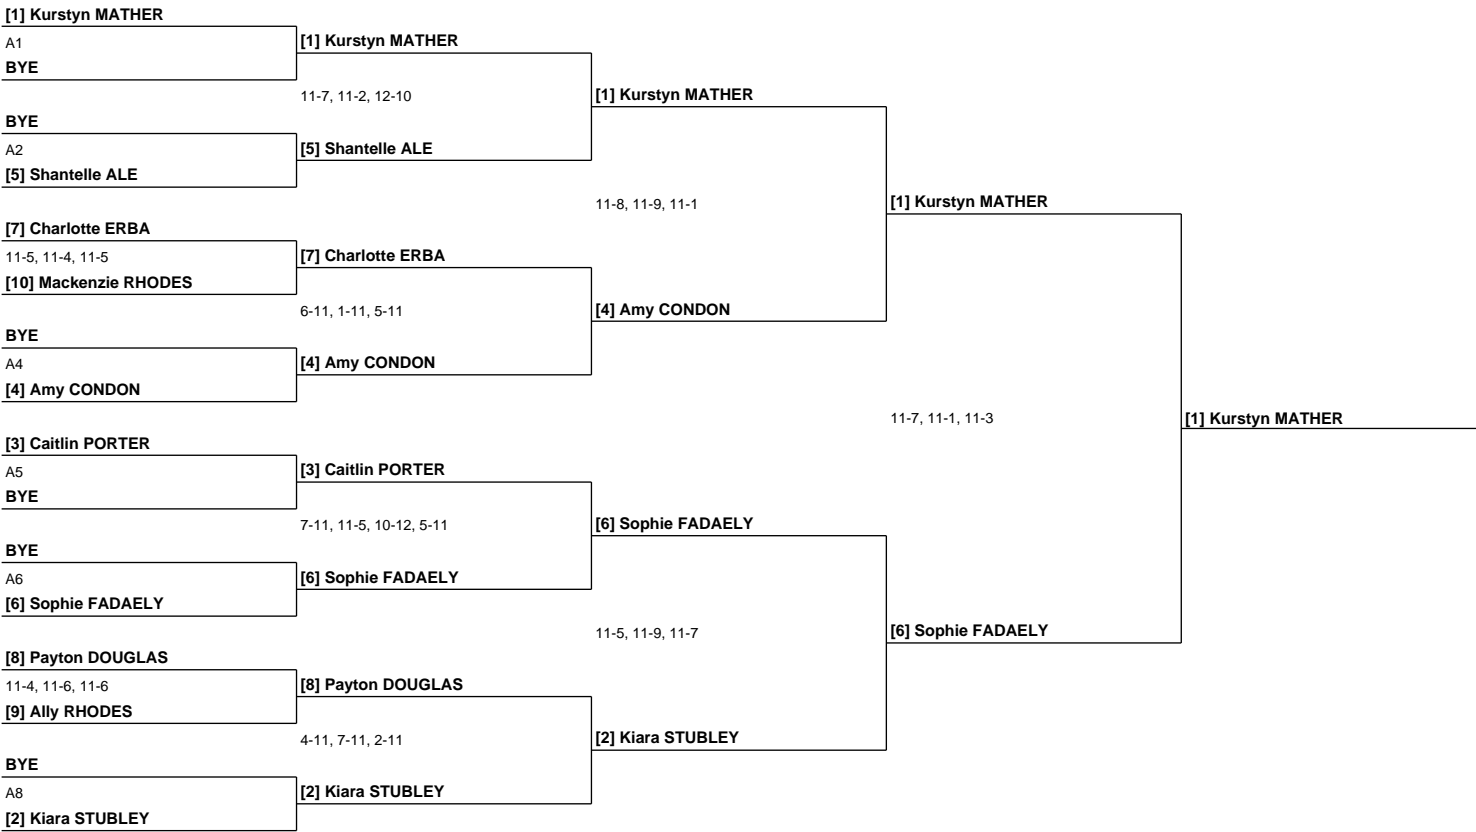 [1] Kurstyn MATHER
A1
BYE
BYE
A2
[5] Shantelle ALE
[7] Charlotte ERBA
11-5, 11-4, 11-5
[10] Mackenzie RHODES
BYE
A4
[4] Amy CONDON
[3] Caitlin PORTER
A5
BYE
BYE
A6
[6] Sophie FADAELY
[8] Payton DOUGLAS
11-4, 11-6, 11-6
[9] Ally RHODES
BYE
A8
[2] Kiara STUBLEY
[1] Kurstyn MATHER
11-7, 11-2, 12-10
[5] Shantelle ALE
[7] Charlotte ERBA
6-11, 1-11, 5-11
[4] Amy CONDON
[3] Caitlin PORTER
7-11, 11-5, 10-12, 5-11
[6] Sophie FADAELY
[8] Payton DOUGLAS
4-11, 7-11, 2-11
[2] Kiara STUBLEY
[1] Kurstyn MATHER
11-8, 11-9, 11-1
[4] Amy CONDON
[6] Sophie FADAELY
11-5, 11-9, 11-7
[2] Kiara STUBLEY
[1] Kurstyn MATHER
11-7, 11-1, 11-3
[6] Sophie FADAELY
[1] Kurstyn MATHER